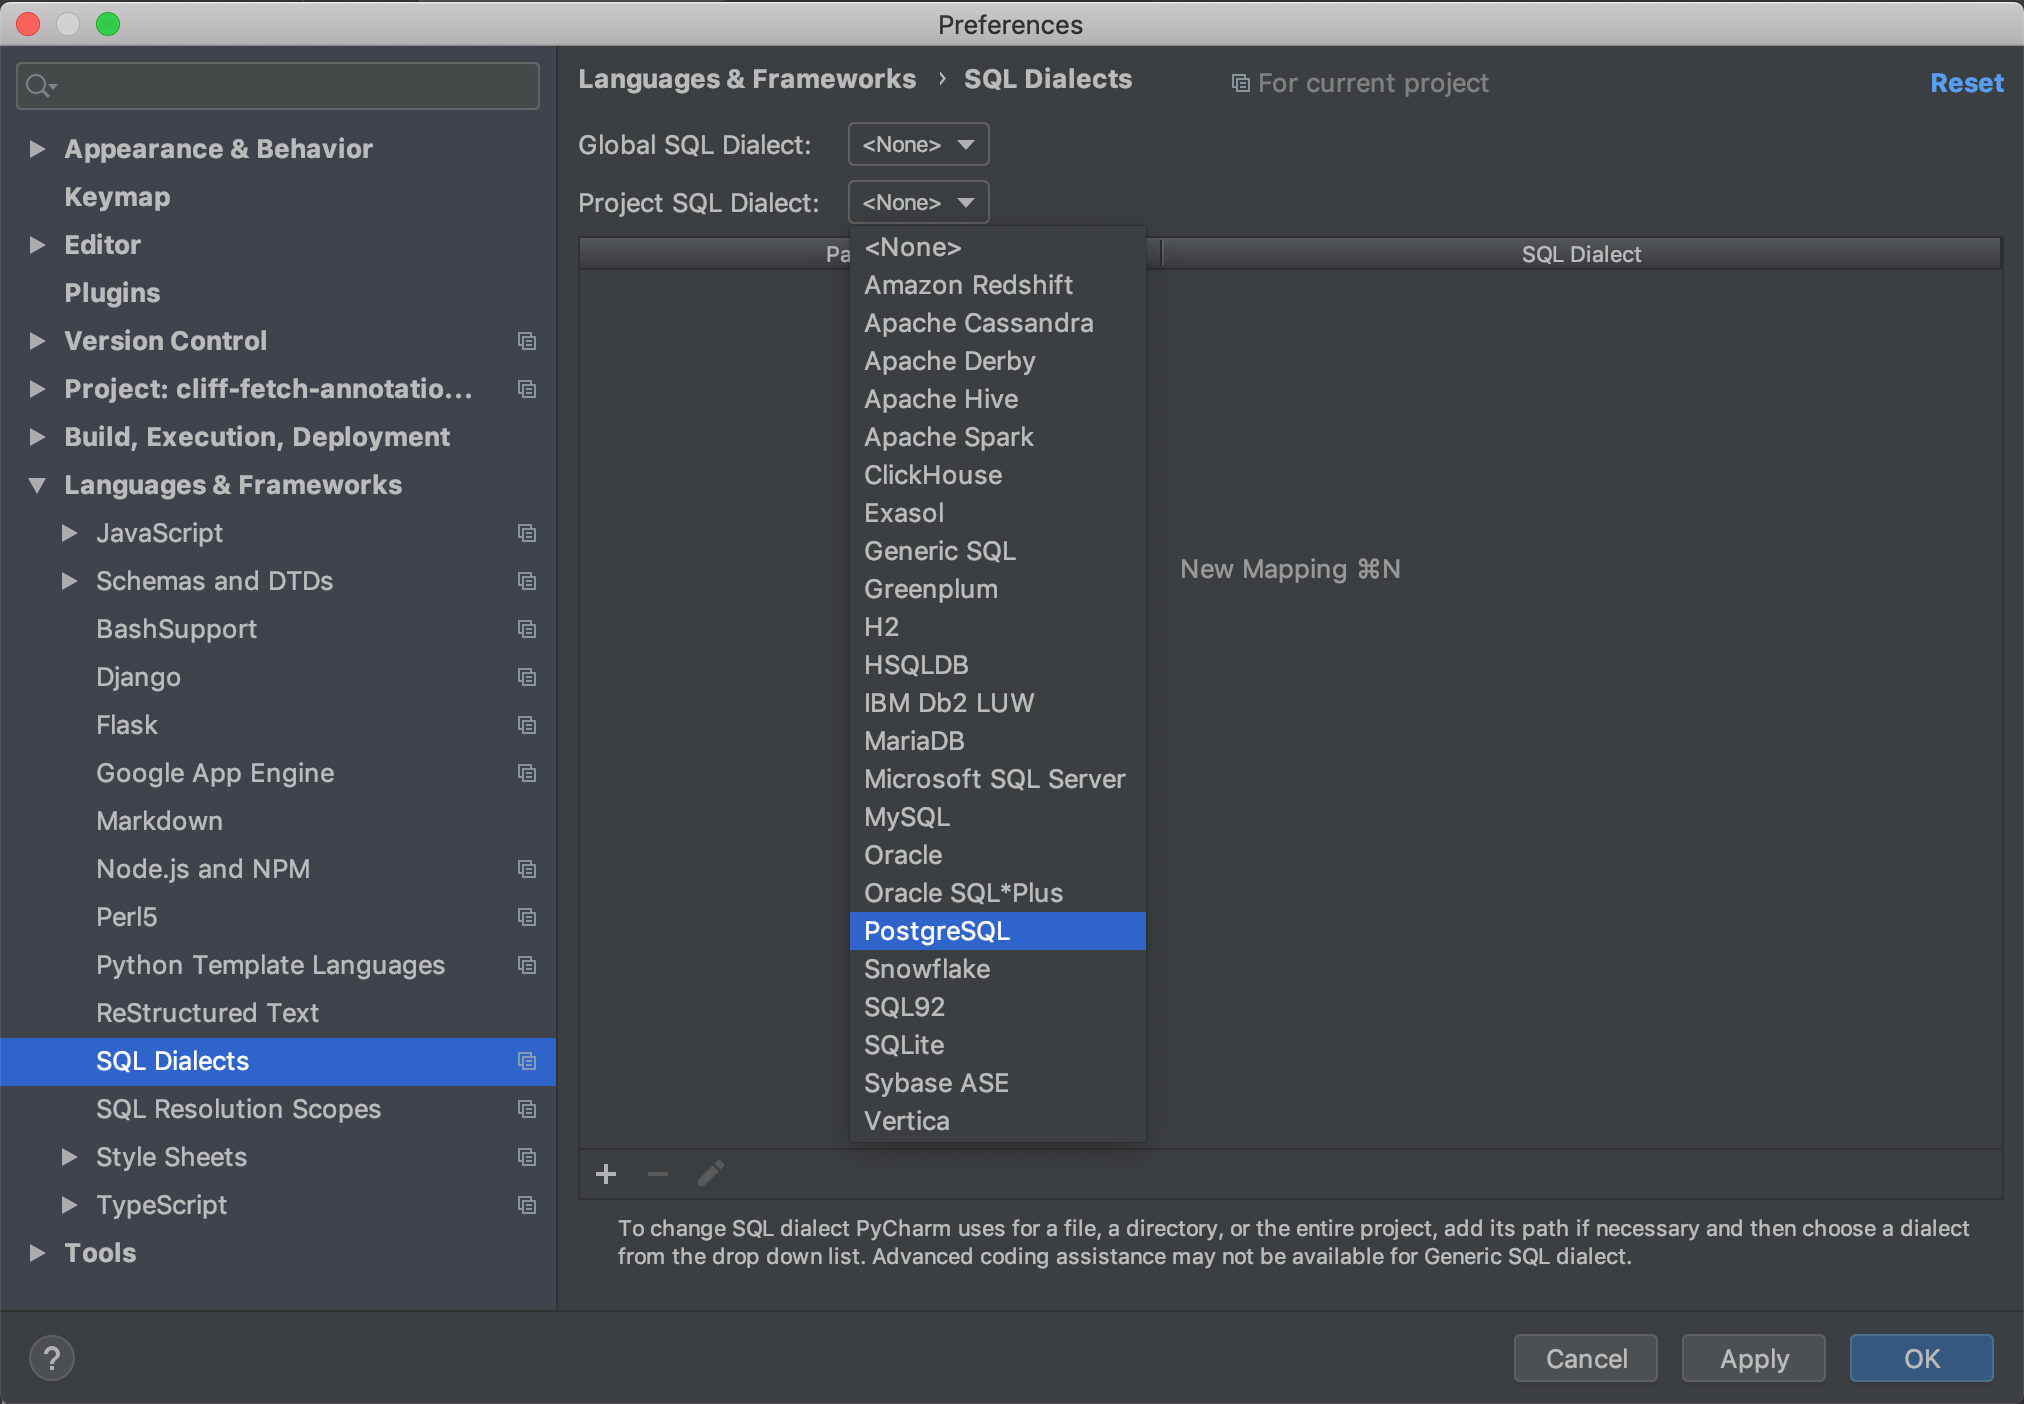 Preferences
Appearance & Behavior
Keymap
Editor
Plugins
Version Control
Project: cliff-fetch-annotatio...
Build, Execution, Deployment
Languages & Frameworks
JavaScript
Schemas and DTDs
BashSupport
Django
Flask
Google App Engine
Markdown
Node.js and NPM
Perl5
Python Template Languages
ReStructured Text
SQL Dialects
SQL Resolution Scopes
Style Sheets
TypeScript
Tools
Languages & Frameworks › SQL Dialects
For current project
Reset
Global SQL Dialect: <None>
Project SQL Dialect: <None>
Pa
SQL Dialect
<None>
Amazon Redshift
Apache Cassandra
Apache Derby
Apache Hive
Apache Spark
ClickHouse
Exasol
Generic SQL
Greenplum
H2
HSQLDB
IBM Db2 LUW
MariaDB
Microsoft SQL Server
MySQL
Oracle
Oracle SQL*Plus
PostgreSQL
Snowflake
SQL92
SQLite
Sybase ASE
Vertica
New Mapping ⌘N
To change SQL dialect PyCharm uses for a file, a directory, or the entire project, add its path if necessary and then choose a dialect
from the drop down list. Advanced coding assistance may not be available for Generic SQL dialect.
?
Cancel
Apply
OK